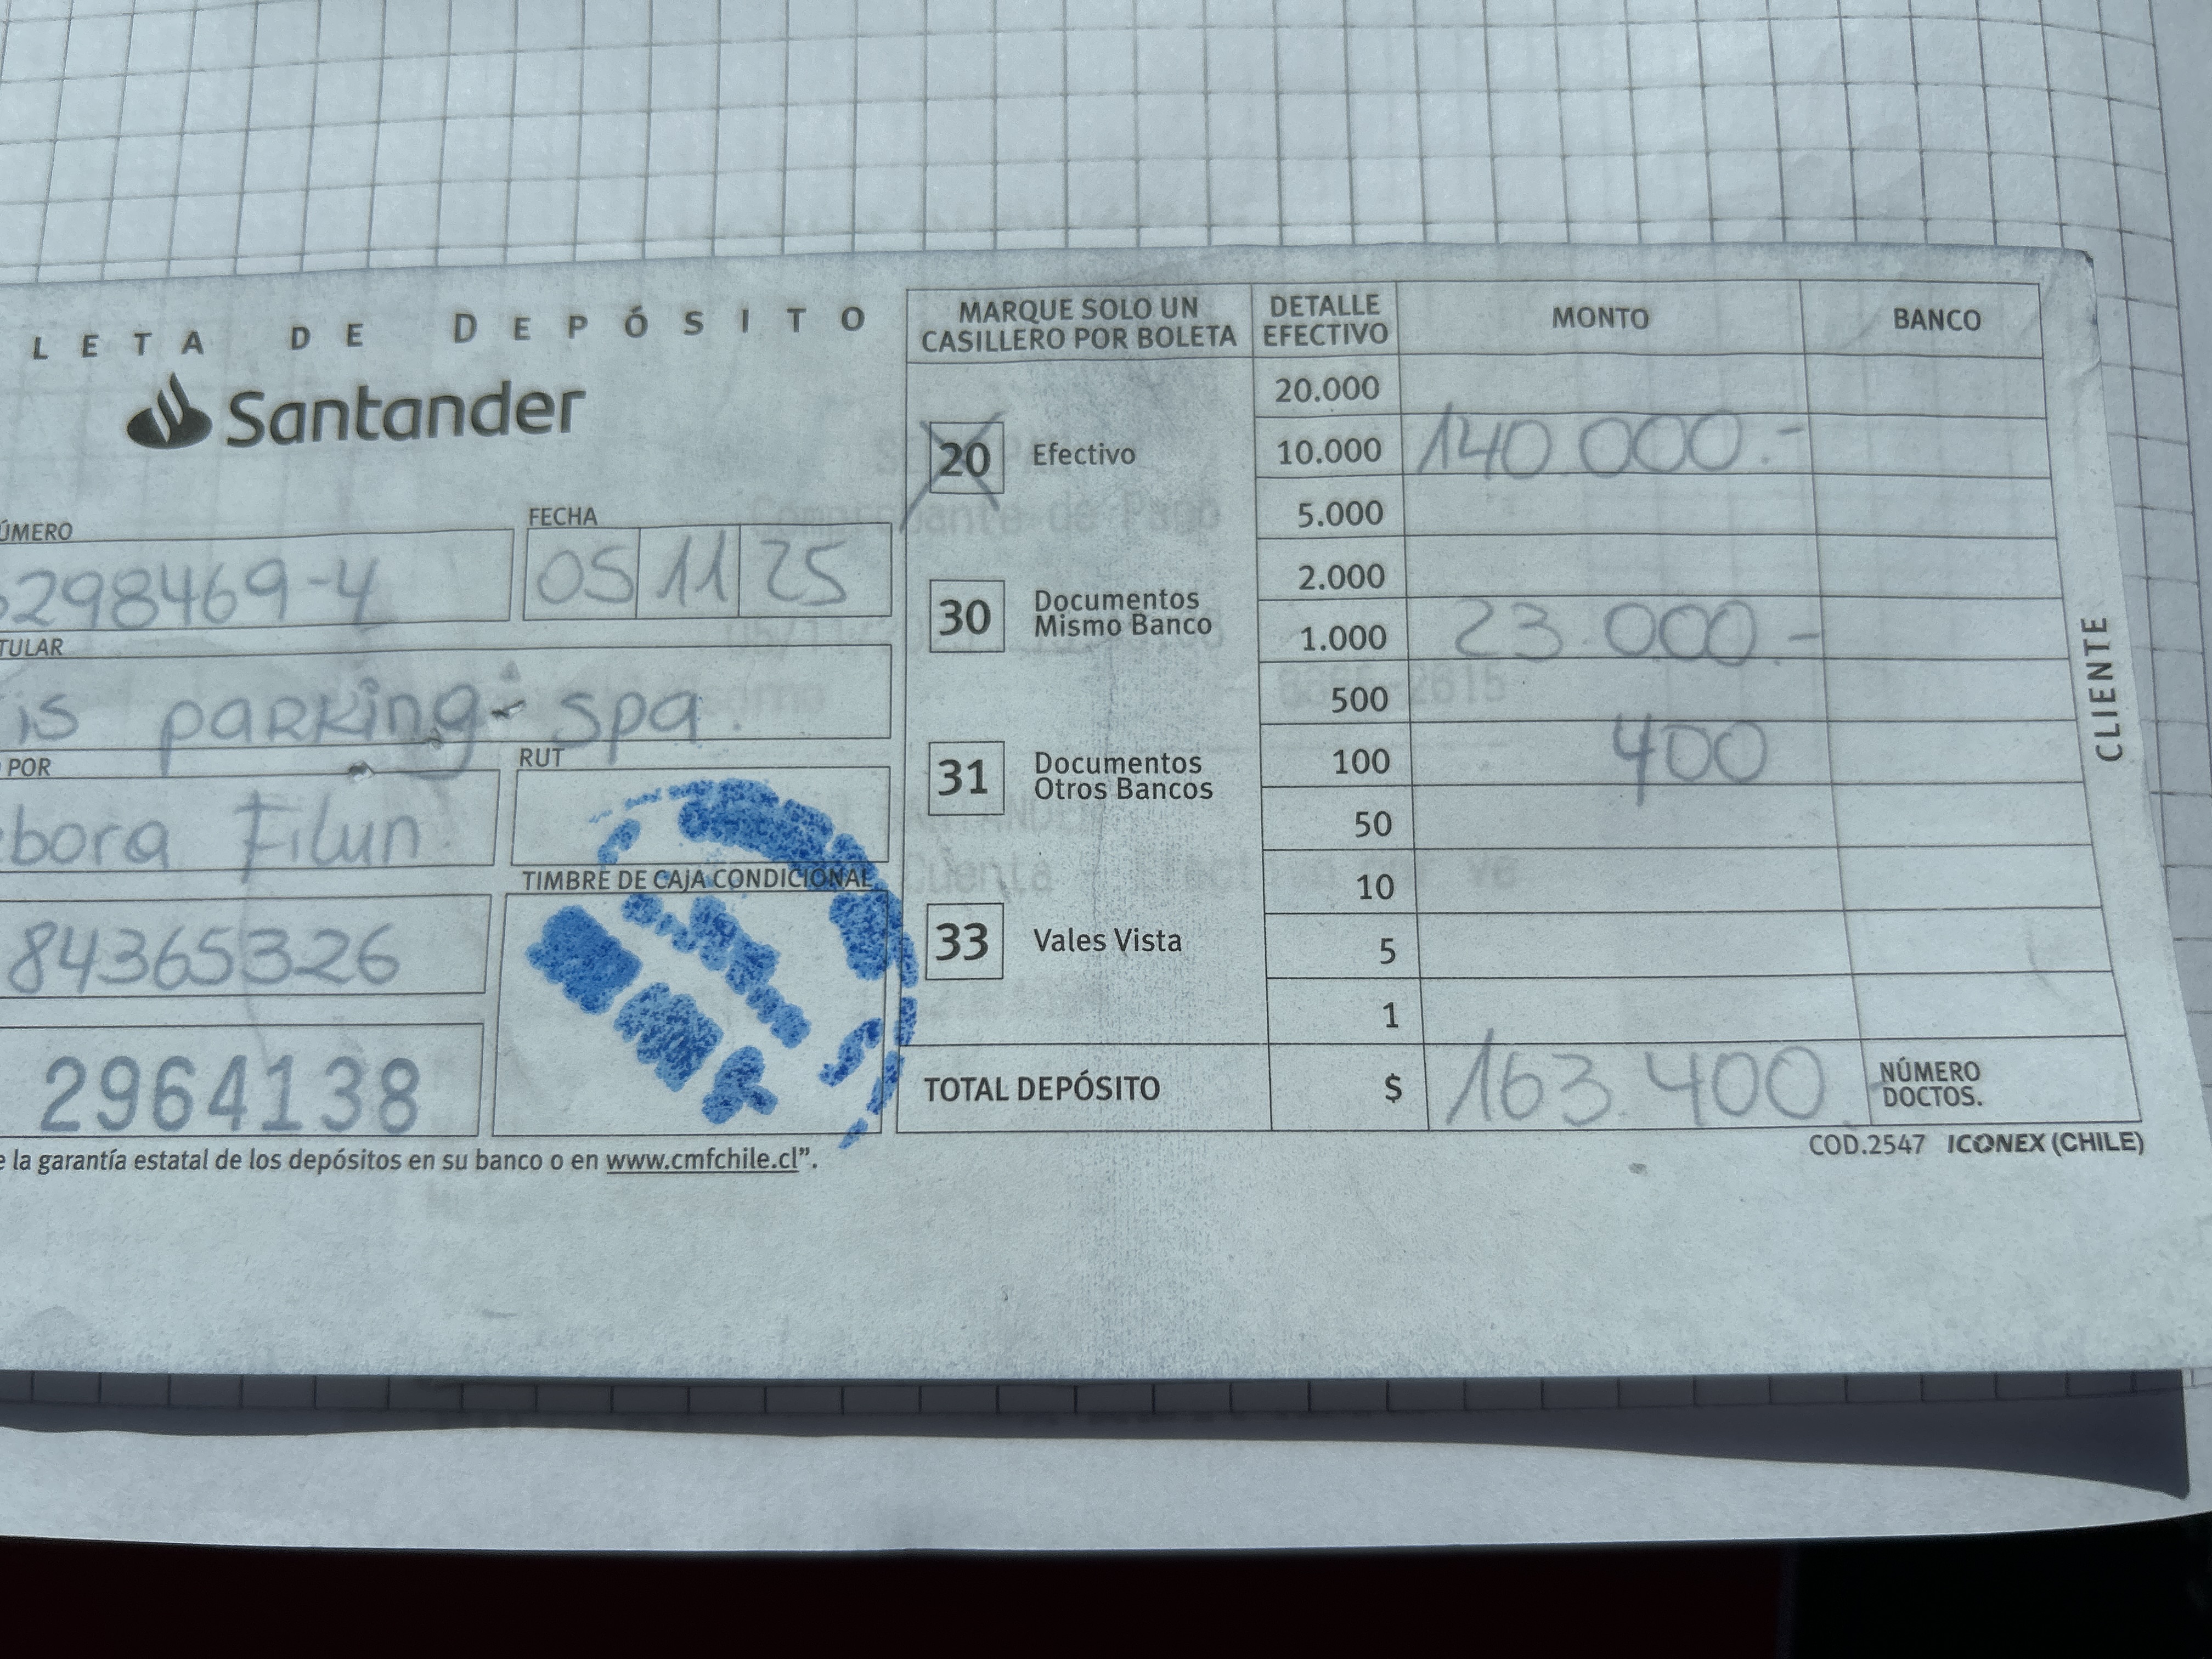 LETA DE DEPÓSITO
Santander
ÚMERO
298469-4
FECHA
05 11 25
TULAR
is parking spa.
POR
ebora Filun
RUT
TIMBRE DE CAJA CONDICIONAL
84365326
2964138
e la garantía estatal de los depósitos en su banco o en www.cmfchile.cl”.
MARQUE SOLO UN CASILLERO POR BOLETA
20 Efectivo
30 Documentos Mismo Banco
31 Documentos Otros Bancos
33 Vales Vista
DETALLE EFECTIVO MONTO BANCO
20.000
10.000 140.000.-
5.000
2.000
1.000 23.000.-
500
100 400
50
10
5
1
TOTAL DEPÓSITO $ 163.400.- NÚMERO DOCTOS.
CLIENTE
COD.2547 ICONEX (CHILE)
Comprobante de Pago